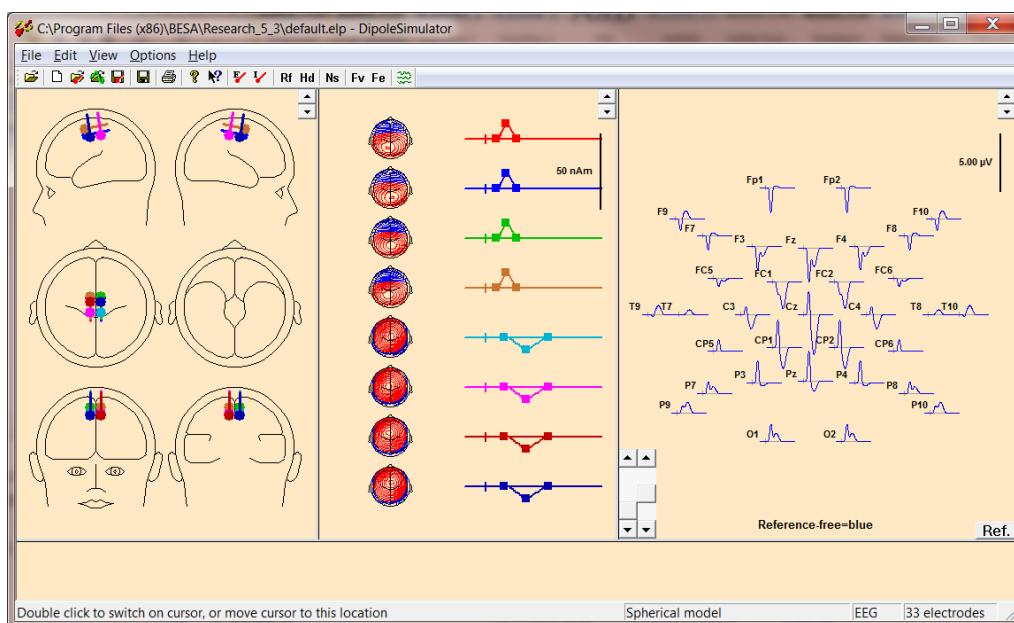 C:\Program Files (x86)\BESA\Research_5_3\default.elp - DipoleSimulator
File Edit View Options Help
Rf Hd Ns Fv Fe
50 nAm
5.00 µV
Fp1 Fp2
F9 F10
F7 F8
F3 Fz F4
FC5 FC1 FC2 FC6
T9 T7 C3 Cz C4 T8 T10
CP5 CP1 CP2 CP6
P3 Pz P4
P7 P8
P9 P10
O1 O2
Reference-free=blue
Ref.
Double click to switch on cursor, or move cursor to this location Spherical model EEG 33 electrodes